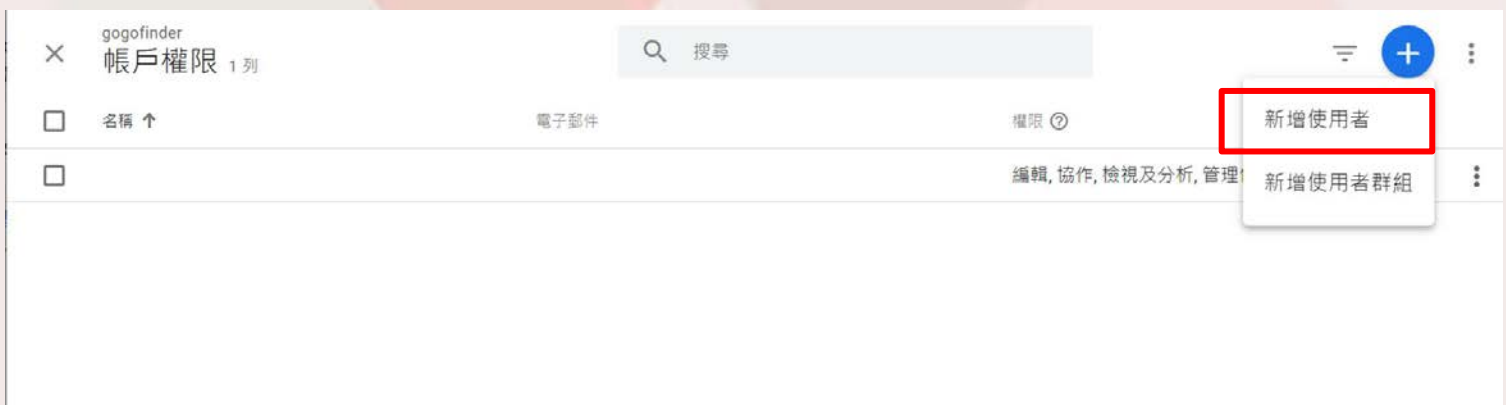 gogofinder
帳戶權限 1 列
搜尋
名稱
電子郵件
權限
新增使用者
編輯, 協作, 檢視及分析, 管理
新增使用者群組